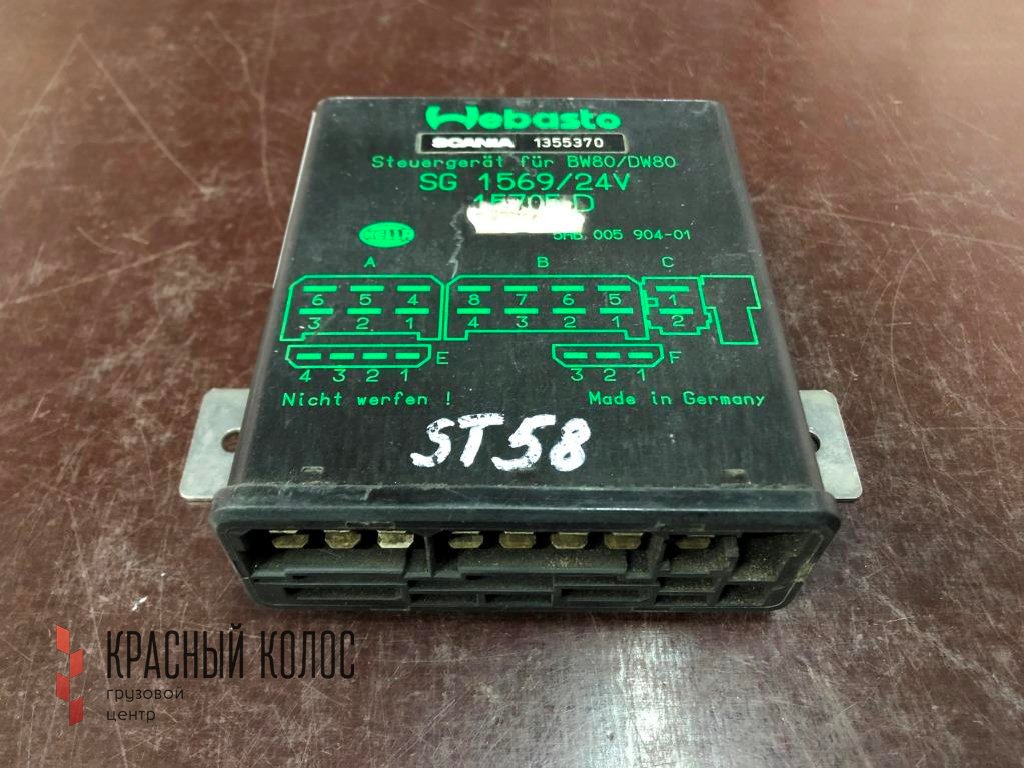 Webasto
SCANIA 1355370
Steuergerät für BW80/DW80
SG 1569/24V
D
HELLA
005 904-01
A B C
6 5 4 8 7 6 5 1
3 2 1 4 3 2 1 2
E F
4 3 2 1 3 2 1
Nicht werfen ! Made in Germany
ST58
КРАСНЫЙ КОЛОС
грузовой
центр